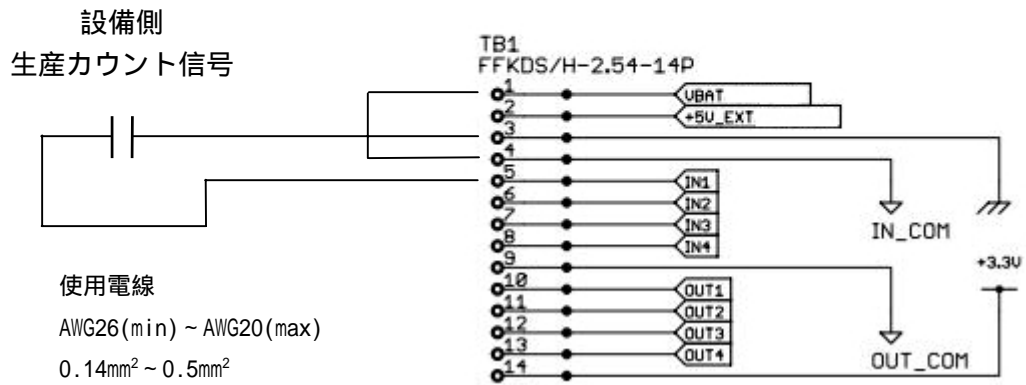 設備側
生産カウント信号
TB1
FFKDS/H-2.54-14P
1
VBAT
2
+5V_EXT
3
4
5
IN1
6
IN2
7
IN3
8
IN4
9
IN_COM
+3.3V
10
OUT1
11
OUT2
12
OUT3
13
OUT4
14
OUT_COM
使用電線
AWG26(min)~AWG20(max)
0.14mm²~0.5mm²